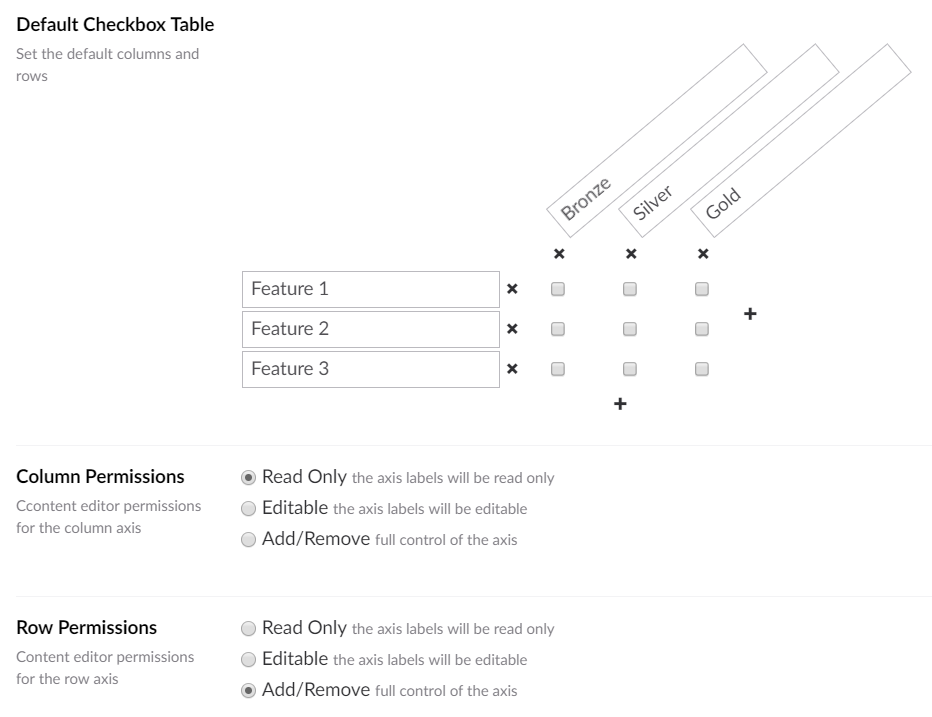 Default Checkbox Table
Set the default columns and
rows
Bronze
Silver
Gold
Feature 1
Feature 2
Feature 3
Column Permissions
Ccontent editor permissions
for the column axis
Read Only the axis labels will be read only
Editable the axis labels will be editable
Add/Remove full control of the axis
Row Permissions
Content editor permissions
for the row axis
Read Only the axis labels will be read only
Editable the axis labels will be editable
Add/Remove full control of the axis